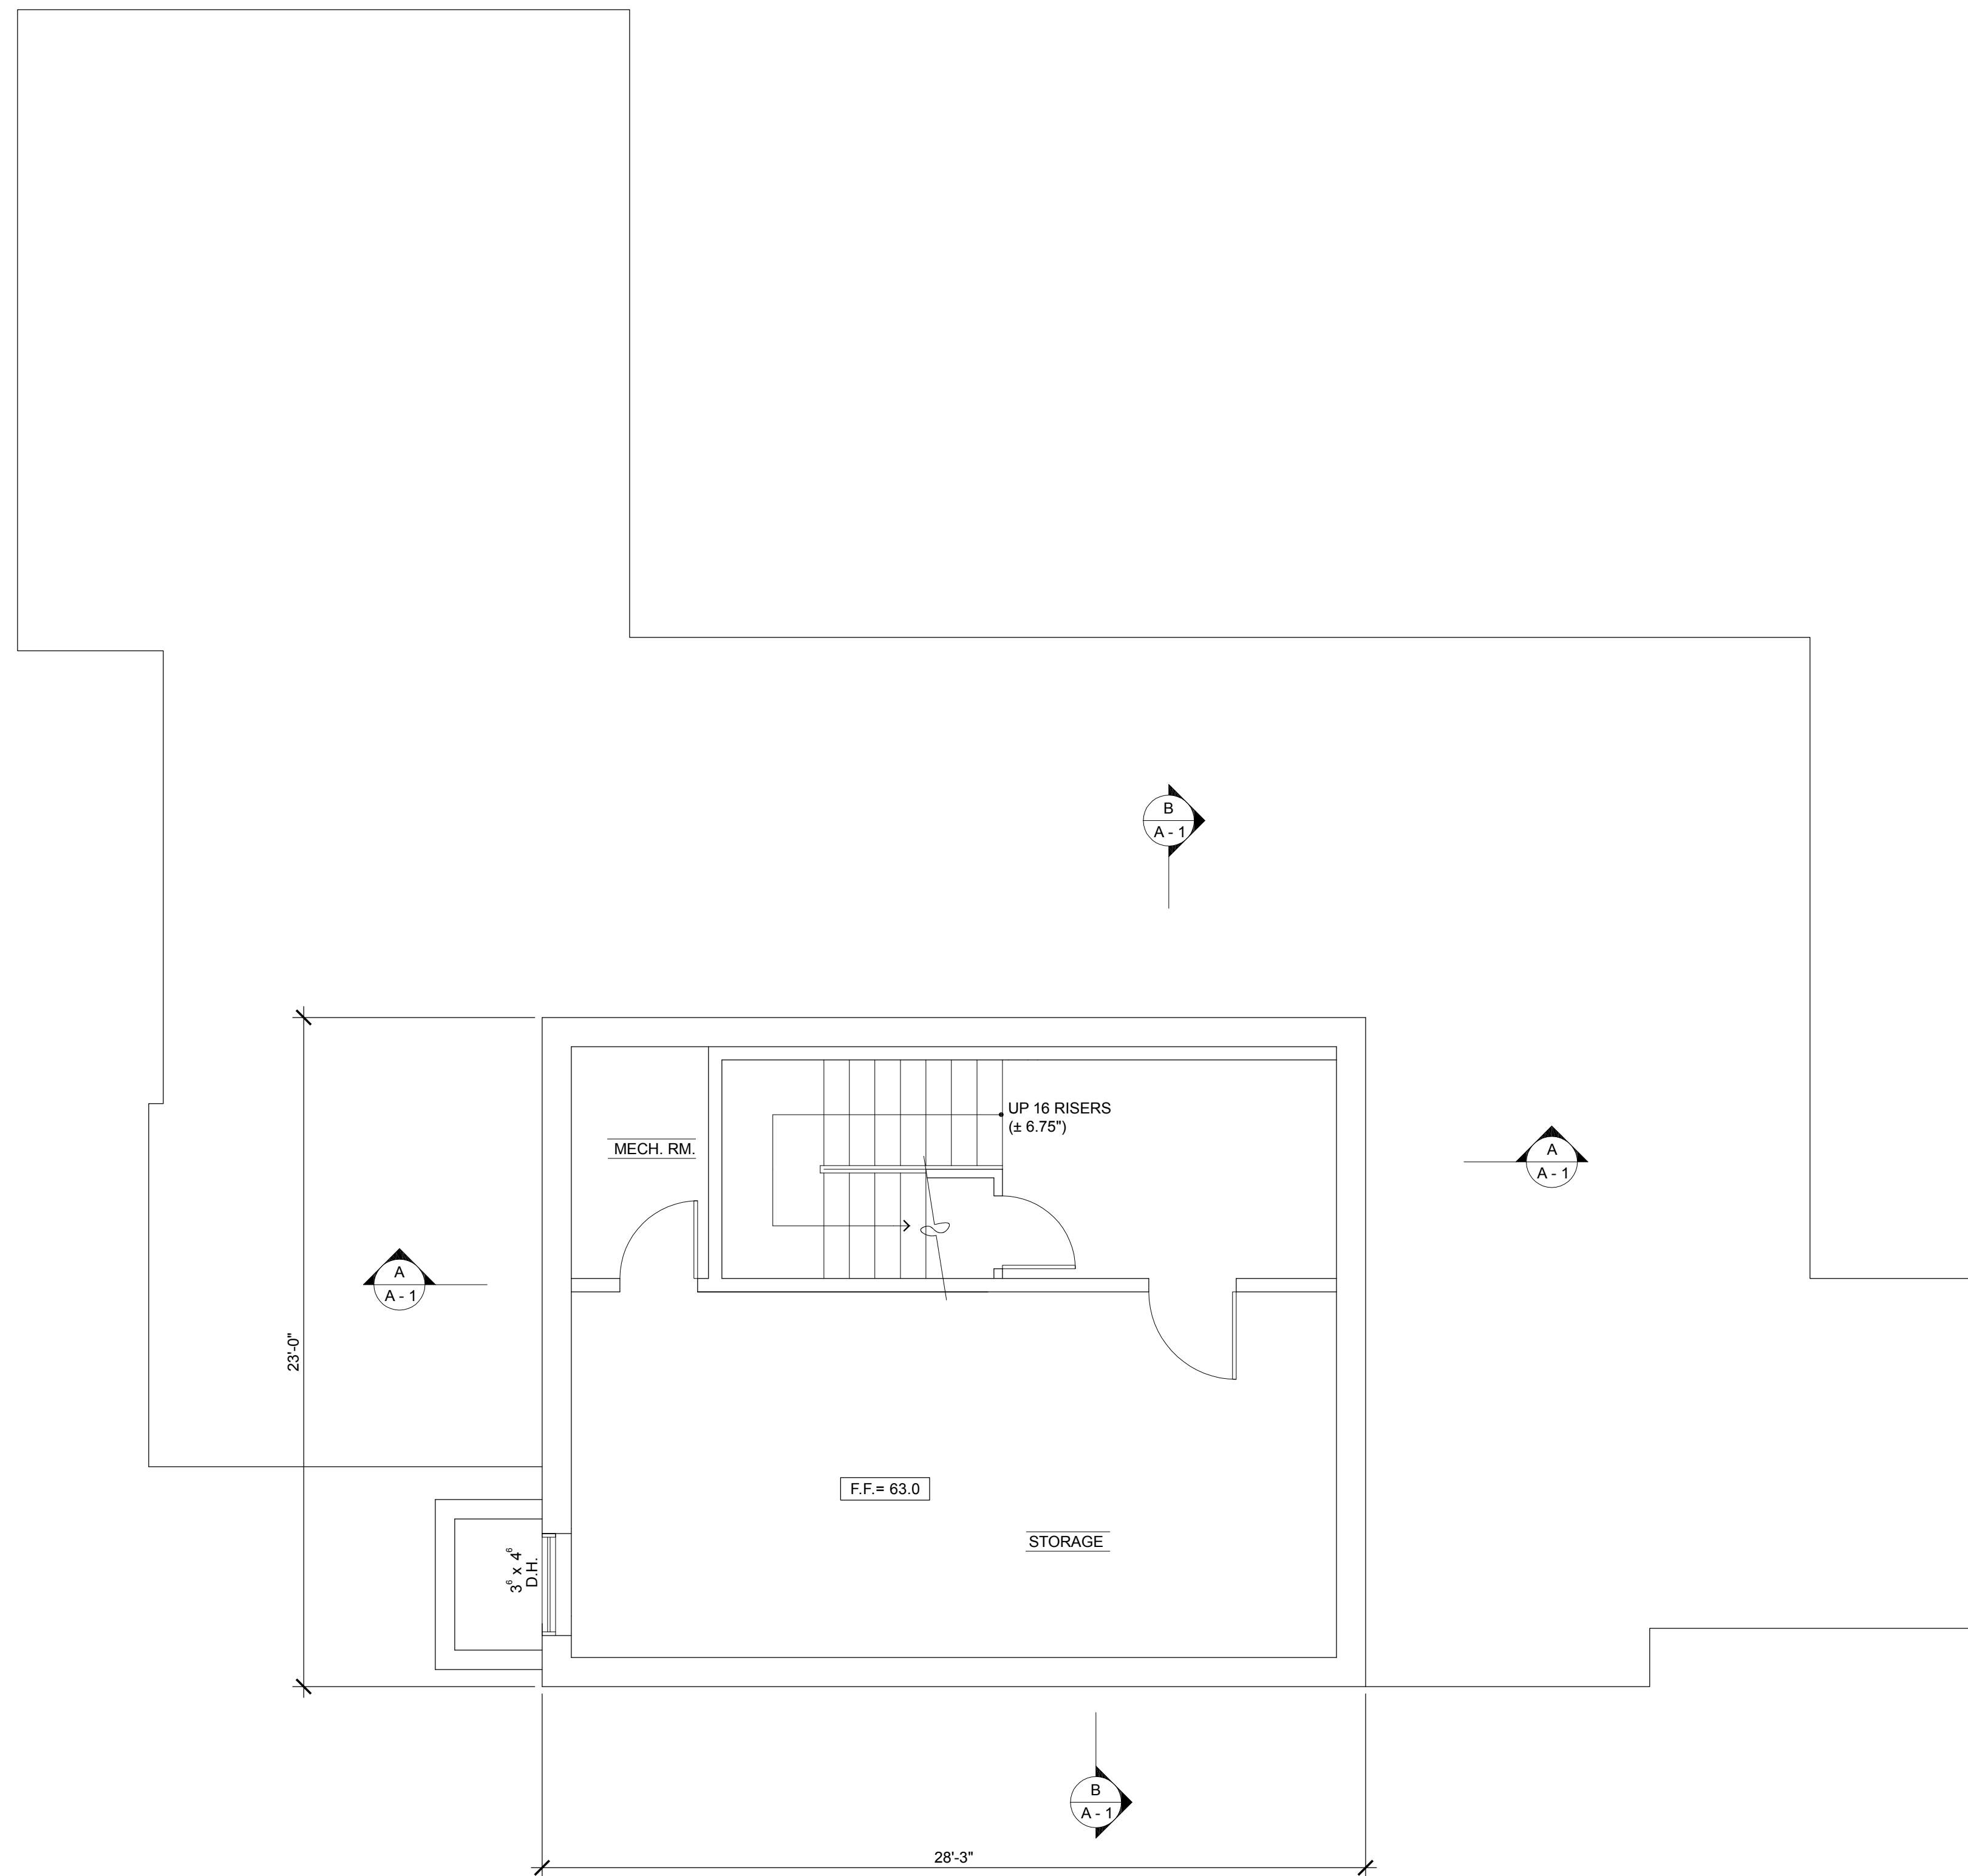 B
A - 1
UP 16 RISERS
(± 6.75")
MECH. RM.
A
A - 1
A
A - 1
23'-0"
F.F.= 63.0
STORAGE
3⁶ x 4⁶
D.H.
B
A - 1
28'-3"